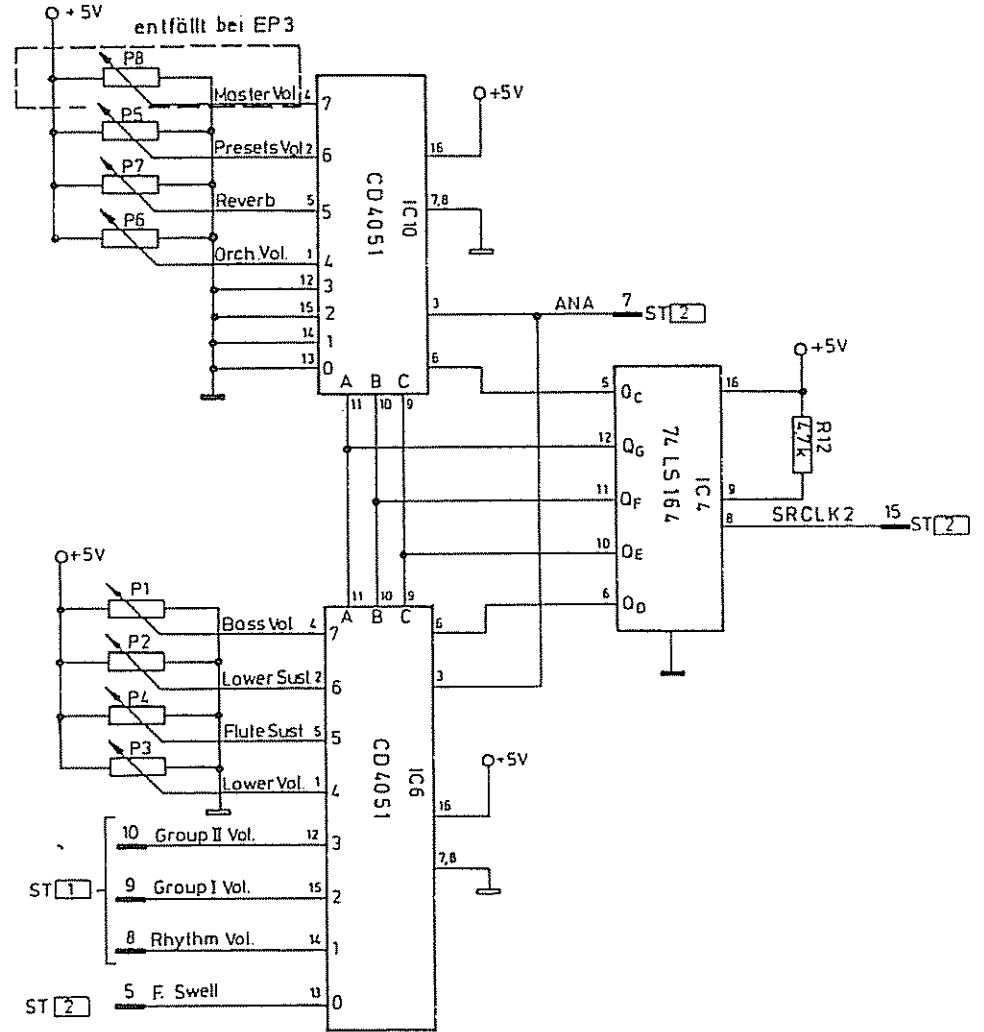 +5V
entfällt bei EP3
P8
Master Vol. 4 7
P5
Presets Vol 2 6
P7
Reverb 5 5
P6
Orch.Vol. 1 4
12 3
15 2
14 1
13 0
CD4051
IC10
16 +5V
7,8
3 ANA 7 ST 2
6
A B C
11 10 9
5 QC
12 QG
11 QF
10 QE
6 QD
74LS164
IC4
16 +5V
R12
4,7k
9
8 SRCLK2 15 ST 2
+5V
P1
Bass Vol 4 7
P2
Lower Sust 2 6
P4
Flute Sust 5 5
P3
Lower Vol. 1 4
ST 1
10 Group II Vol. 12 3
9 Group I Vol. 15 2
8 Rhythm Vol. 14 1
ST 2 5 F. Swell 13 0
11 10 9
A B C
CD4051
IC6
6
3
16 +5V
7,8